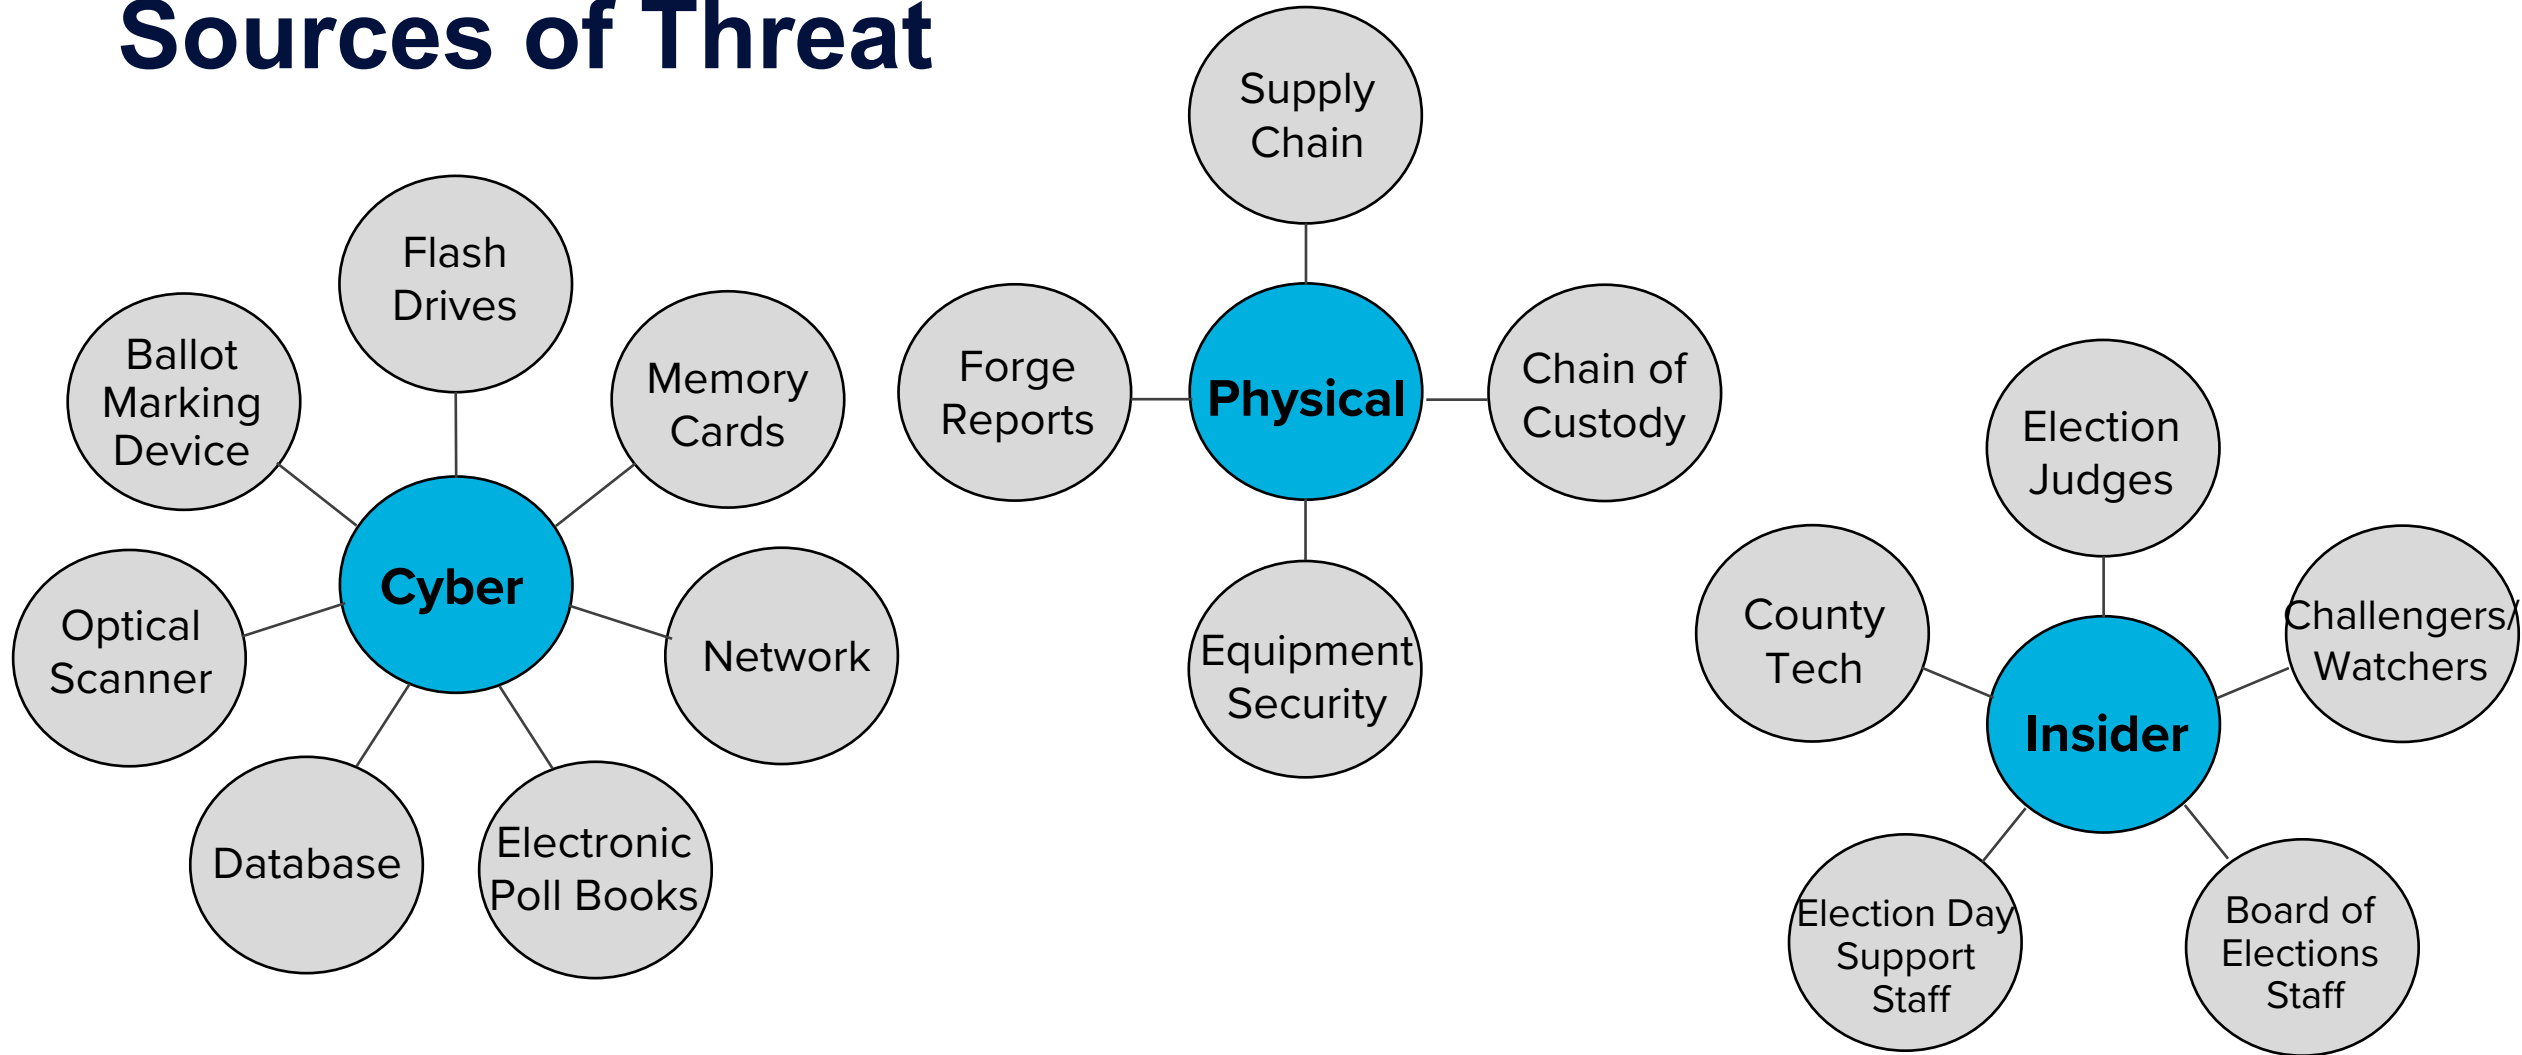 Sources of Threat
Flash
Drives
Ballot
Marking
Device
Memory
Cards
Cyber
Optical
Scanner
Network
Database
Electronic
Poll Books
Supply
Chain
Forge
Reports
Physical
Chain of
Custody
Equipment
Security
Election
Judges
County
Tech
Challengers/
Watchers
Insider
Election Day
Support
Staff
Board of
Elections
Staff